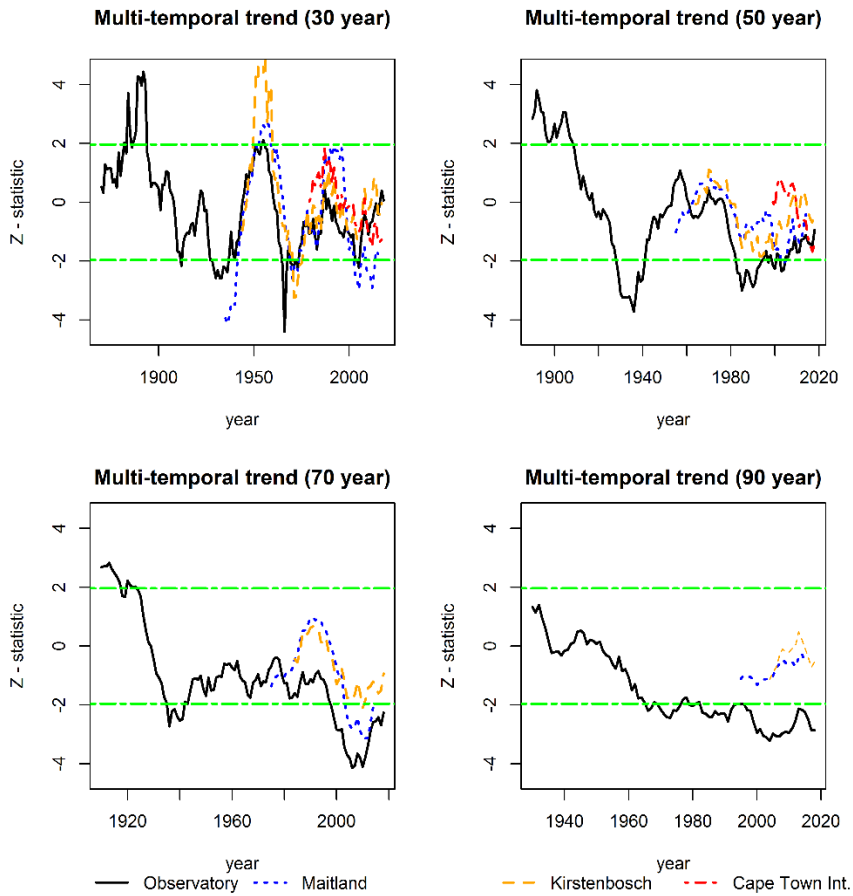 Multi-temporal trend (30 year)
Z - statistic
4
2
0
-2
-4
1900
1950
2000
year
Multi-temporal trend (50 year)
Z - statistic
4
2
0
-2
-4
1900
1940
1980
2020
year
Multi-temporal trend (70 year)
Z - statistic
4
2
0
-2
-4
1920
1960
2000
year
Multi-temporal trend (90 year)
Z - statistic
4
2
0
-2
-4
1940
1960
1980
2000
2020
year
Observatory
Maitland
Kirstenbosch
Cape Town Int.